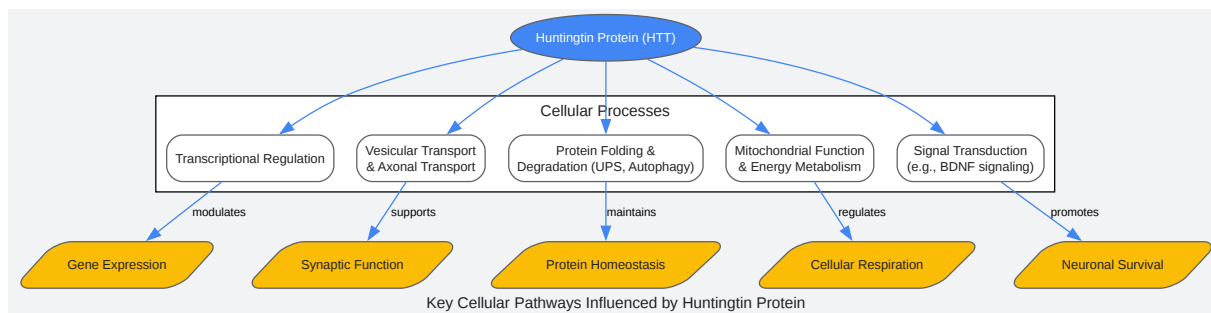 Huntingtin Protein (HTT)
Cellular Processes
Transcriptional Regulation
Vesicular Transport
& Axonal Transport
Protein Folding &
Degradation (UPS, Autophagy)
Mitochondrial Function
& Energy Metabolism
Signal Transduction
(e.g., BDNF signaling)
modulates
supports
maintains
regulates
promotes
Gene Expression
Synaptic Function
Protein Homeostasis
Cellular Respiration
Neuronal Survival
Key Cellular Pathways Influenced by Huntingtin Protein